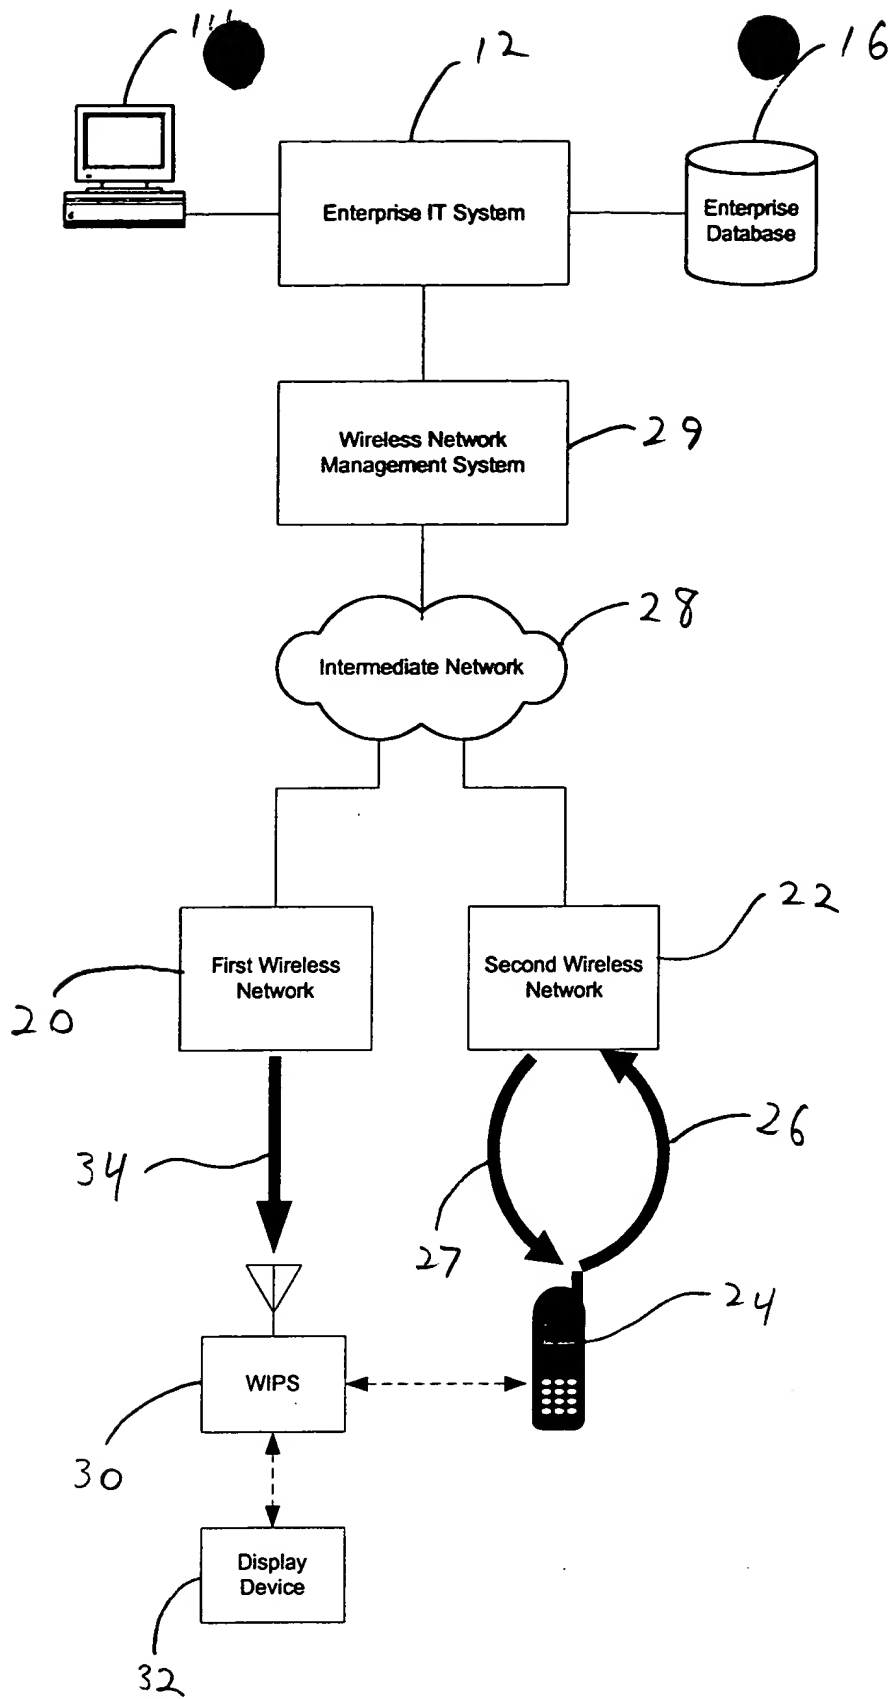 12
16
Enterprise IT System
Enterprise
Database
Wireless Network
Management System
29
28
Intermediate Network
22
First Wireless
Network
Second Wireless
Network
20
26
34
27
24
WIPS
30
Display
Device
32